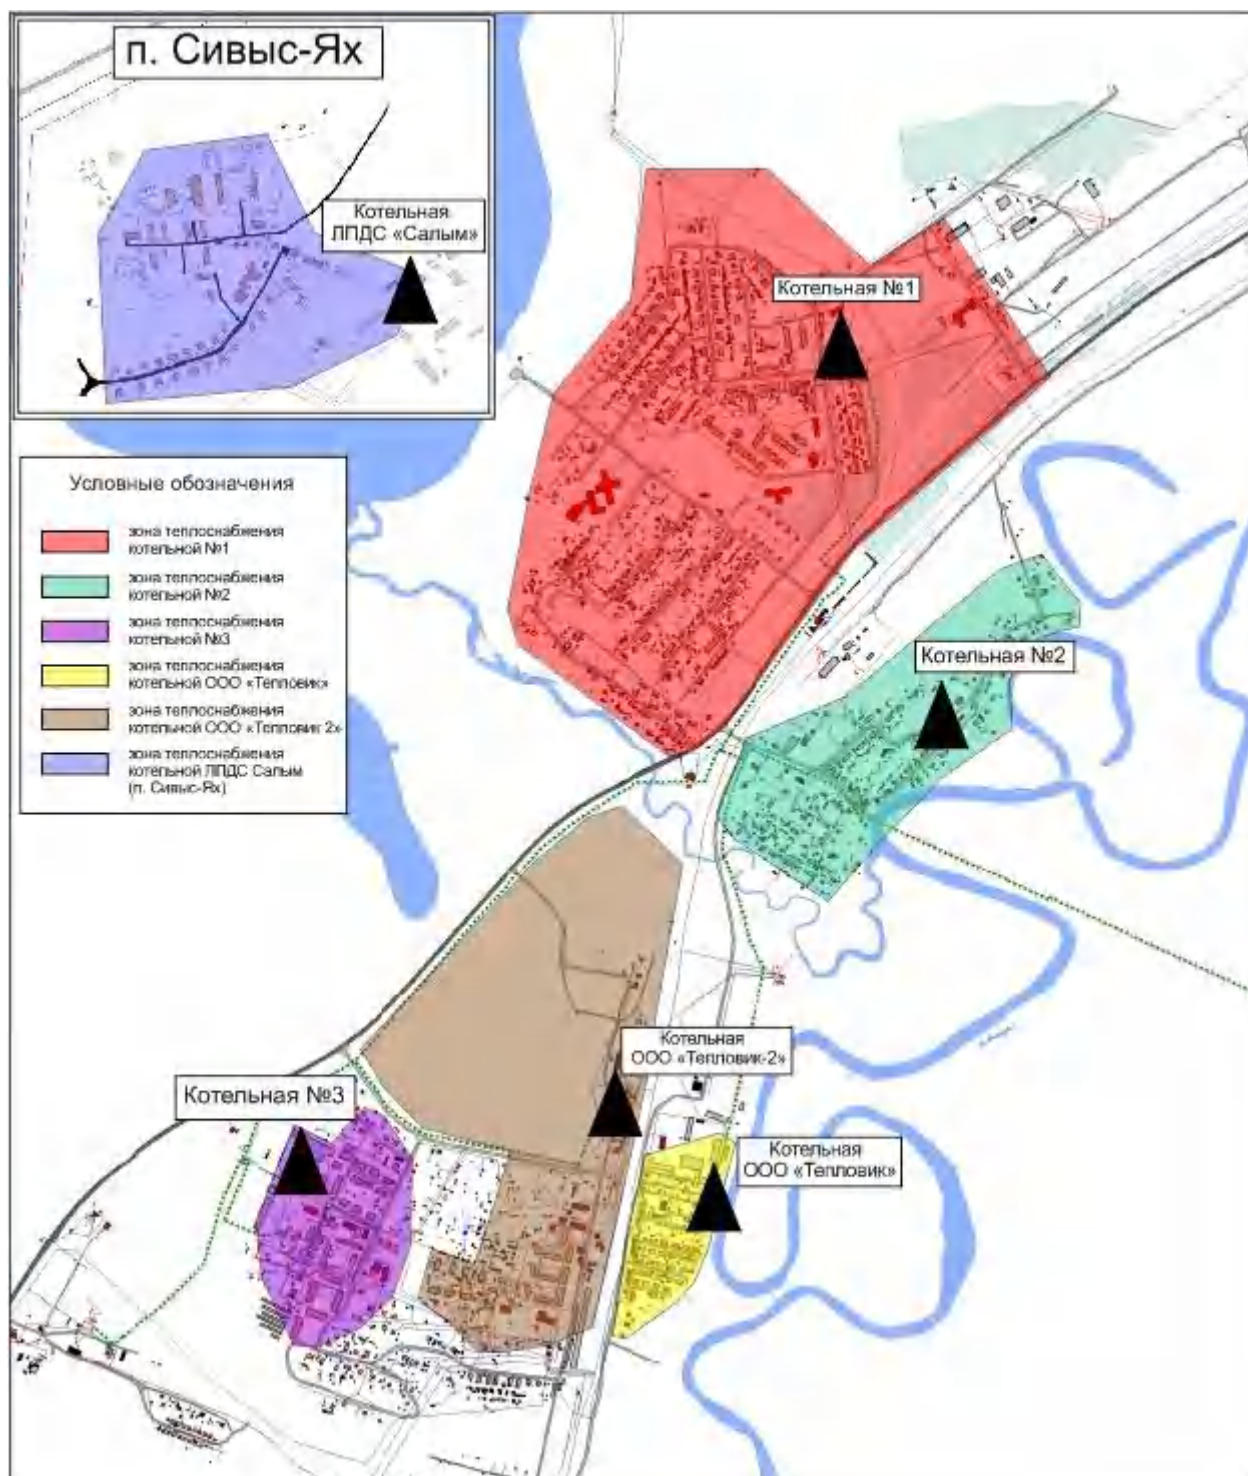 п. Сивыс-Ях
Котельная
ЛПДС «Салым»
Котельная №1
Условные обозначения
зона теплоснабжения
котельной №1
зона теплоснабжения
котельной №2
зона теплоснабжения
котельной №3
зона теплоснабжения
котельной ООО «Тепловик»
зона теплоснабжения
котельной ООО «Тепловик 2»
зона теплоснабжения
котельной ЛПДС Салым
(п. Сивыс-Ях)
Котельная №2
Котельная
ООО «Тепловик-2»
Котельная №3
Котельная
ООО «Тепловик»